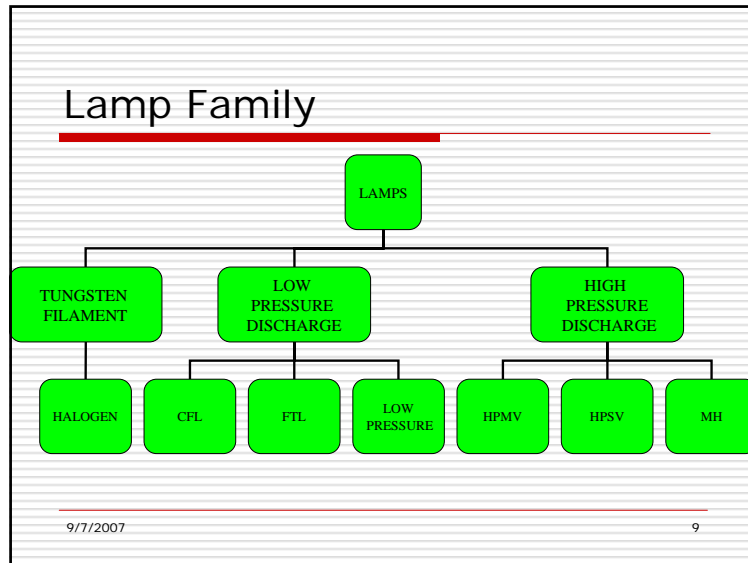 Lamp Family
LAMPS
TUNGSTEN
FILAMENT
LOW
PRESSURE
DISCHARGE
HIGH
PRESSURE
DISCHARGE
HALOGEN
CFL
FTL
LOW
PRESSURE
HPMV
HPSV
MH
9/7/2007
9